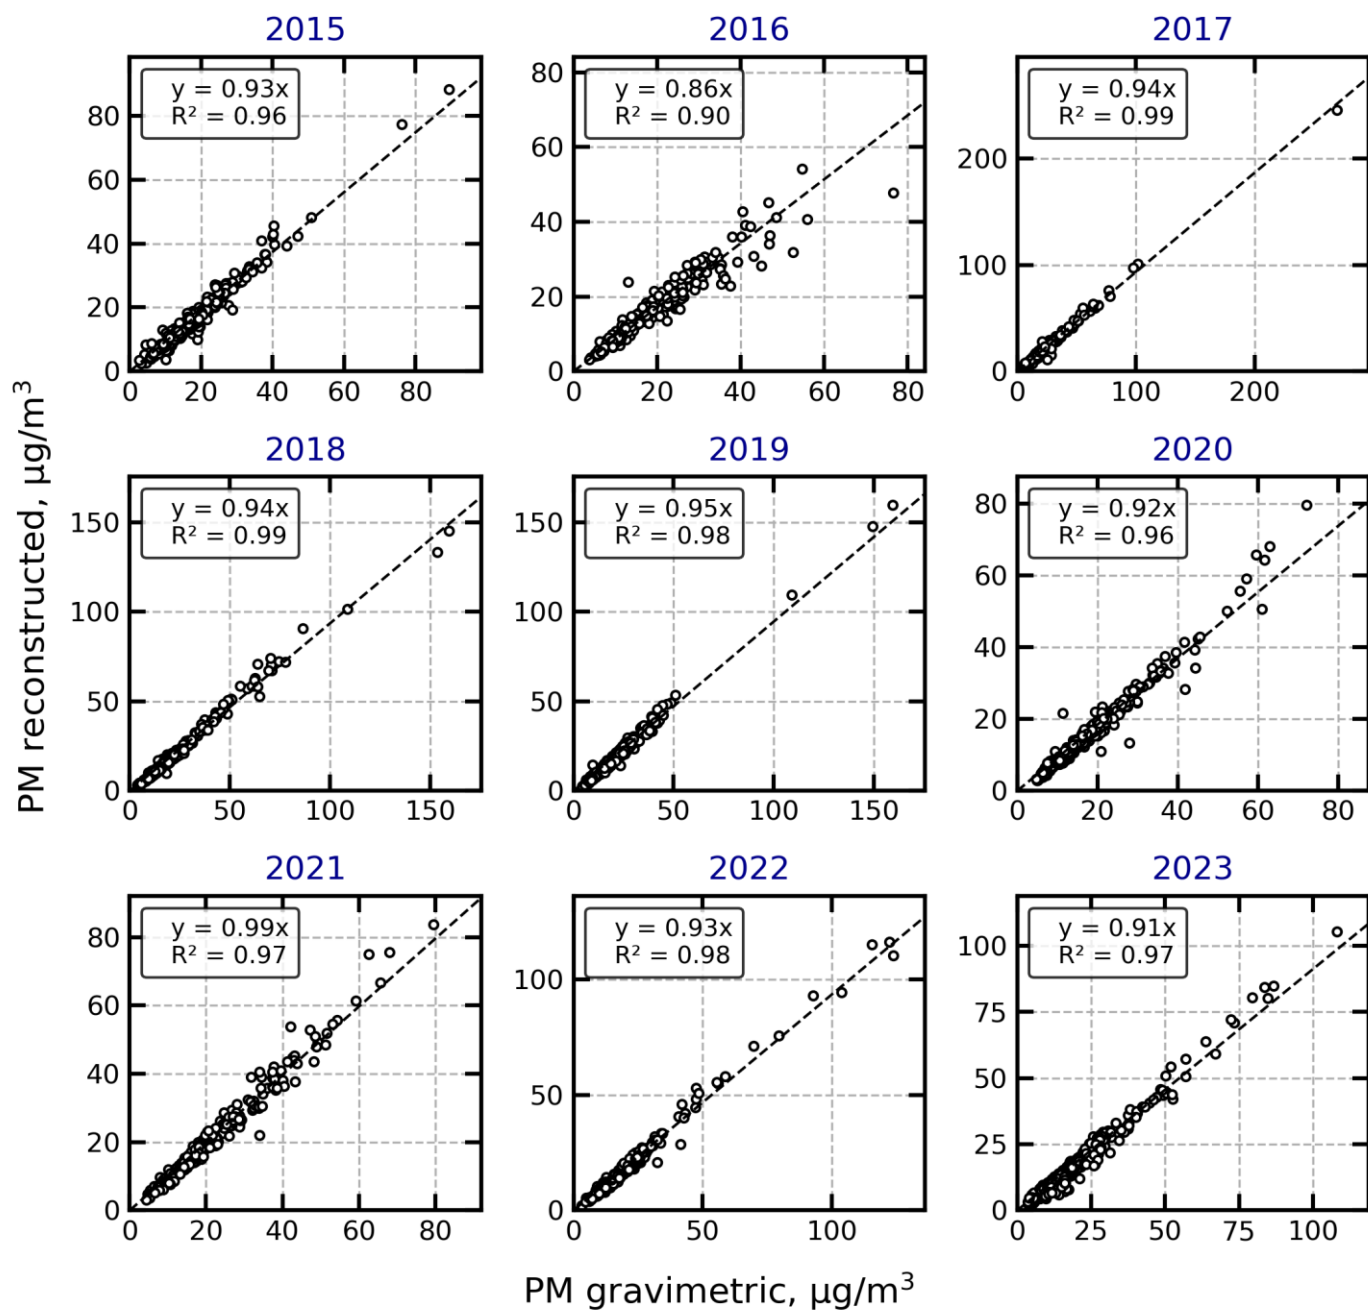 2015
2016
2017
y = 0.93x
R² = 0.96
80
60
40
20
0
0 20 40 60 80
y = 0.86x
R² = 0.90
80
60
40
20
0
0 20 40 60 80
y = 0.94x
R² = 0.99
200
100
0
0 100 200
PM reconstructed, μg/m³
2018
2019
2020
y = 0.94x
R² = 0.99
150
100
50
0
0 50 100 150
y = 0.95x
R² = 0.98
150
100
50
0
0 50 100 150
y = 0.92x
R² = 0.96
80
60
40
20
0
0 20 40 60 80
2021
2022
2023
y = 0.99x
R² = 0.97
80
60
40
20
0
0 20 40 60 80
y = 0.93x
R² = 0.98
100
50
0
0 50 100
y = 0.91x
R² = 0.97
100
75
50
25
0
0 25 50 75 100
PM gravimetric, μg/m³